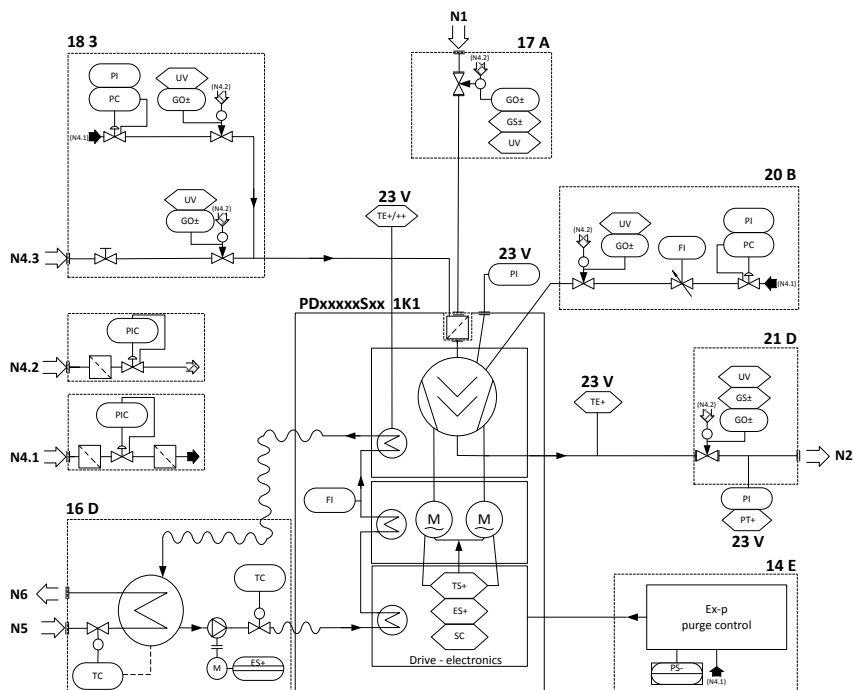 N1
18 3
17 A
PI
PC
UV
GO±
(N4.2)
(N4.1)
(N4.2)
GO±
GS±
UV
UV
GO±
(N4.2)
N4.3
23 V
TE+/++
23 V
PI
20 B
(N4.2)
UV
GO±
FI
PI
PC
(N4.1)
PDxxxxxSxx 1K1
PIC
N4.2
PIC
N4.1
21 D
23 V
TE+
(N4.2)
UV
GS±
GO±
N2
PI
PT+
23 V
FI
M
M
16 D
TC
N6
N5
TC
M
ES+
TS+
ES+
SC
Drive - electronics
14 E
Ex-p
purge control
PS-
(N4.1)